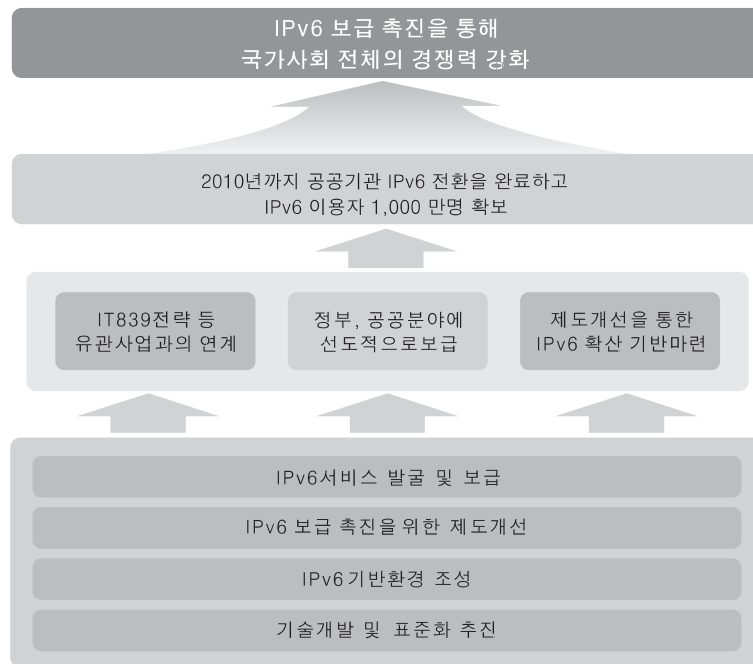 IPv6 보급 촉진을 통해
국가사회 전체의 경쟁력 강화
2010년까지 공공기관 IPv6 전환을 완료하고
IPv6 이용자 1,000 만명 확보
IT839전략 등
유관사업과의 연계
정부, 공공분야에
선도적으로보급
제도개선을 통한
IPv6 확산 기반마련
IPv6서비스 발굴 및 보급
IPv6 보급 촉진을 위한 제도개선
IPv6기반환경 조성
기술개발 및 표준화 추진